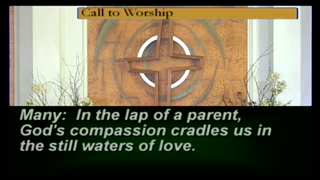 Call to Worship
Many: In the lap of a parent,
God's compassion cradles us in
the still waters of love.